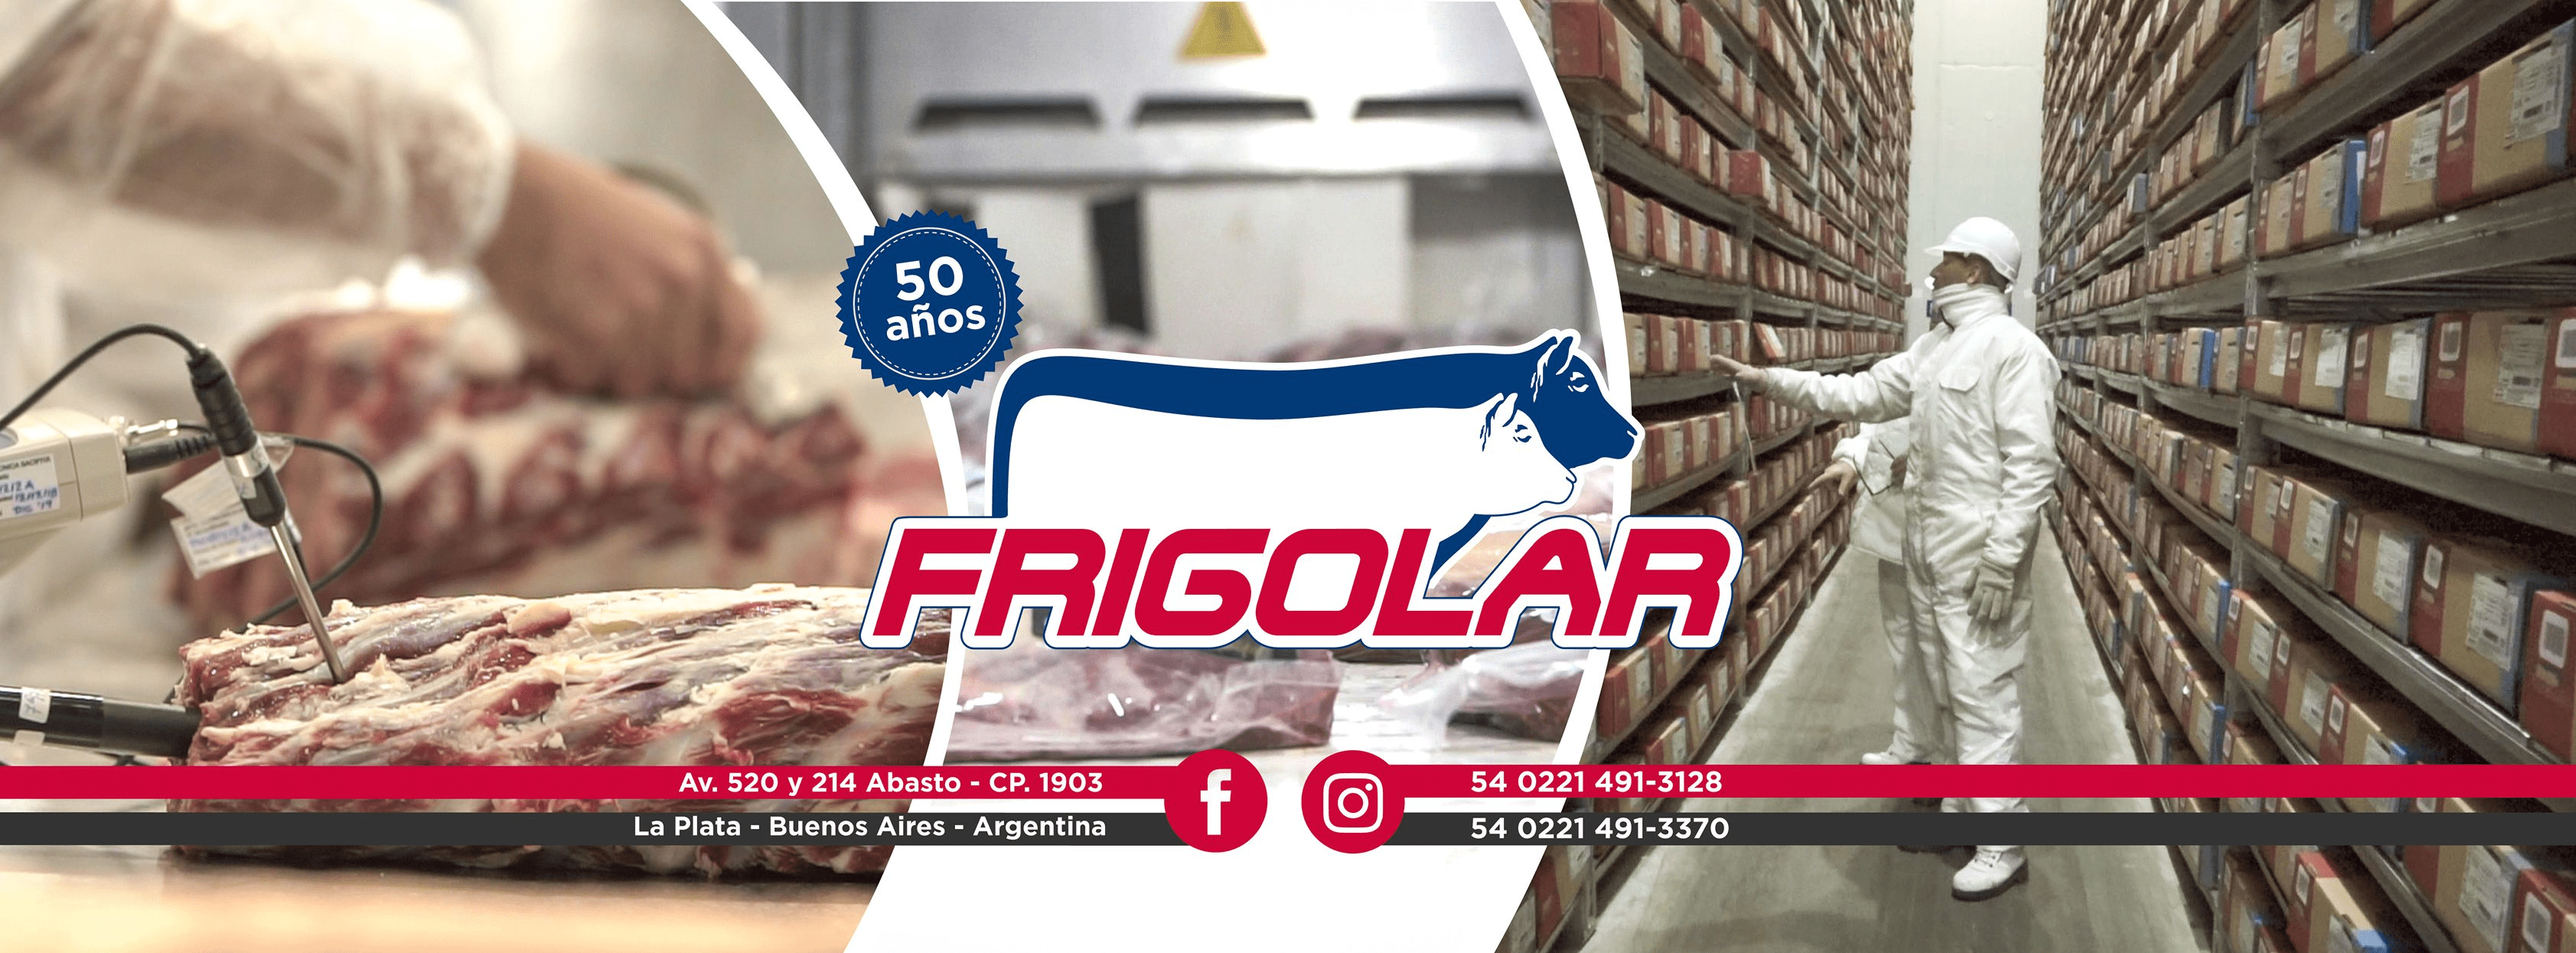 50
años
FRIGOLAR
Av. 520 y 214 Abasto - CP. 1903
La Plata - Buenos Aires - Argentina
54 0221 491-3128
54 0221 491-3370